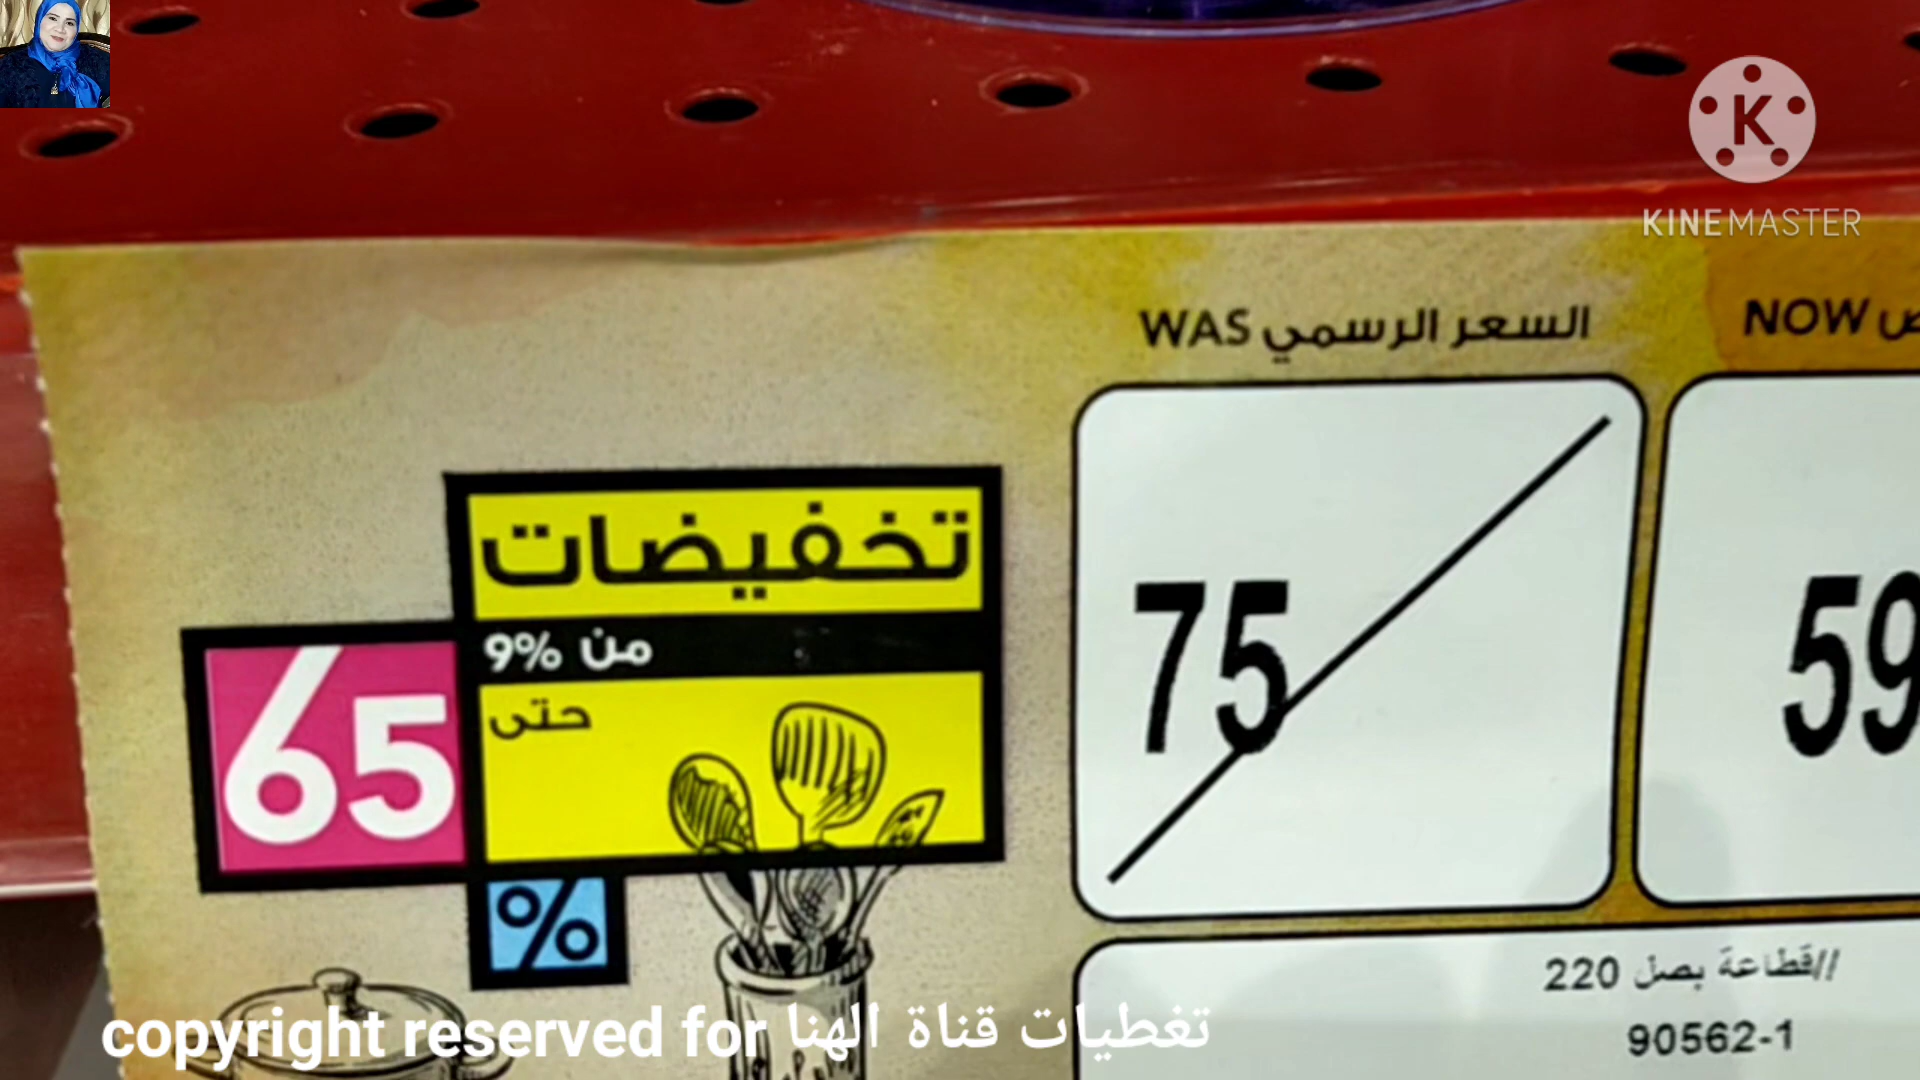 KINEMASTER
السعر الرسمي WAS
NOW
75
59
تخفيضات
من 9%
حتى
65
%
//قطاعة بصل 220
90562-1
copyright reserved for تغطيات قناة الهنا